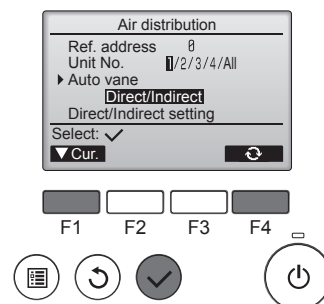 Air distribution
Ref. address 0
Unit No. 1/2/3/4/All
Auto vane
Direct/Indirect
Direct/Indirect setting
Select:
▼Cur.
F1 F2 F3 F4